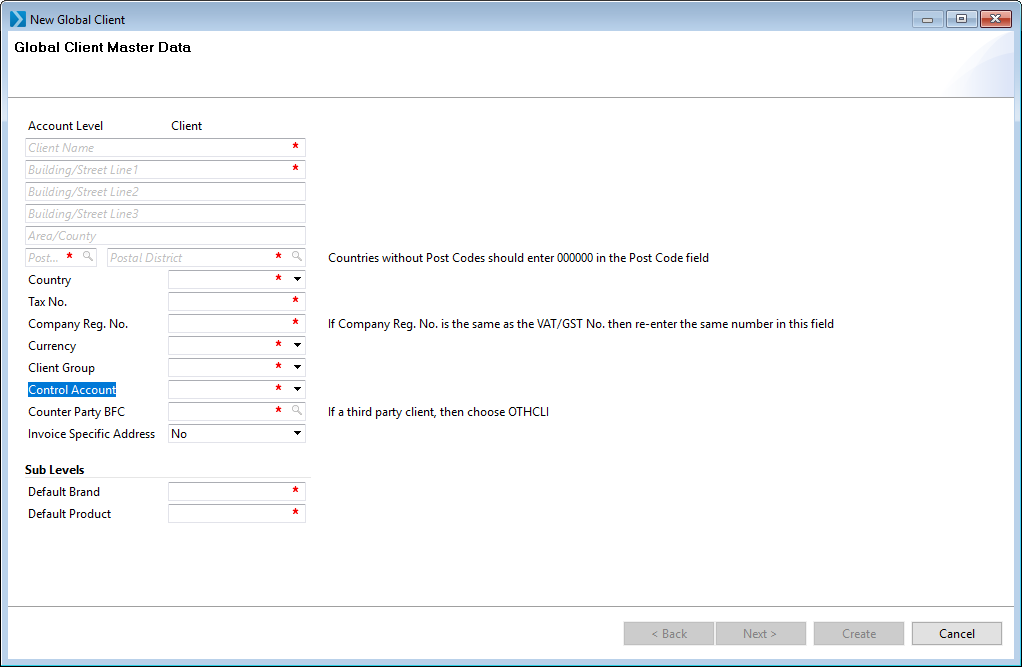 New Global Client
Global Client Master Data
Account Level Client
Client Name *
Building/Street Line1 *
Building/Street Line2
Building/Street Line3
Area/County
Post... * Postal District * Countries without Post Codes should enter 000000 in the Post Code field
Country *
Tax No. *
Company Reg. No. * If Company Reg. No. is the same as the VAT/GST No. then re-enter the same number in this field
Currency *
Client Group *
Control Account *
Counter Party BFC * If a third party client, then choose OTHCLI
Invoice Specific Address No
Sub Levels
Default Brand *
Default Product *
< Back Next > Create Cancel